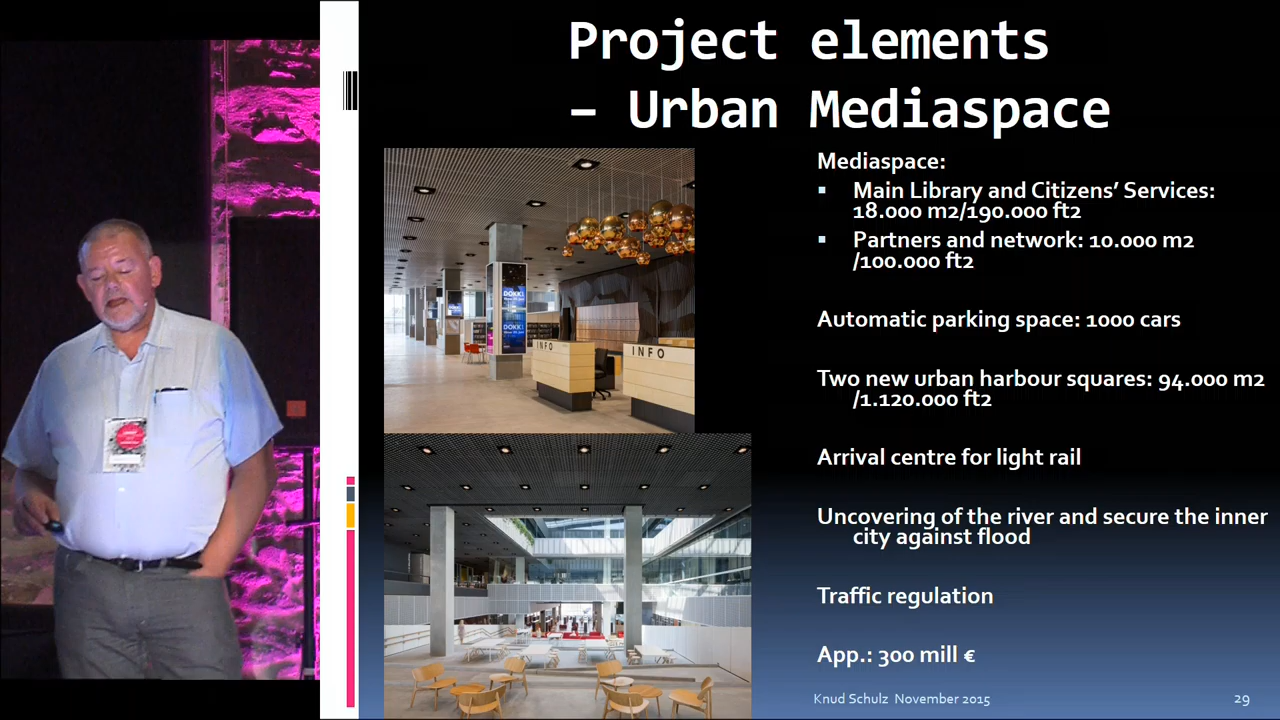 Project elements
– Urban Mediaspace
Mediaspace:
▪ Main Library and Citizens’ Services:
18.000 m2/190.000 ft2
▪ Partners and network: 10.000 m2
/100.000 ft2
Automatic parking space: 1000 cars
Two new urban harbour squares: 94.000 m2
/1.120.000 ft2
Arrival centre for light rail
Uncovering of the river and secure the inner
city against flood
Traffic regulation
App.: 300 mill €
Knud Schulz November 2015
29
DOKK1
DOKK1
INFO
INFO